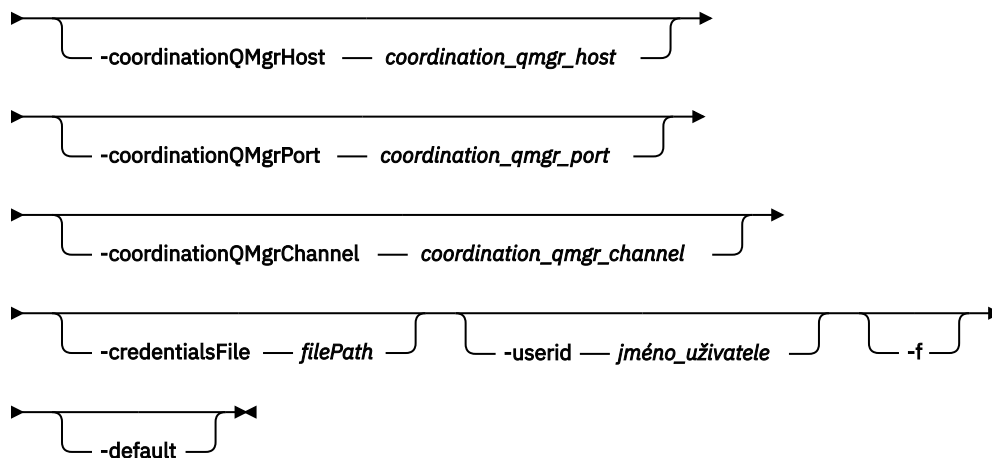 -coordinationQMgrHost — coordination_qmgr_host
-coordinationQMgrPort — coordination_qmgr_port
-coordinationQMgrChannel — coordination_qmgr_channel
-credentialsFile — filePath -userid — jméno_uživatele -f
-default